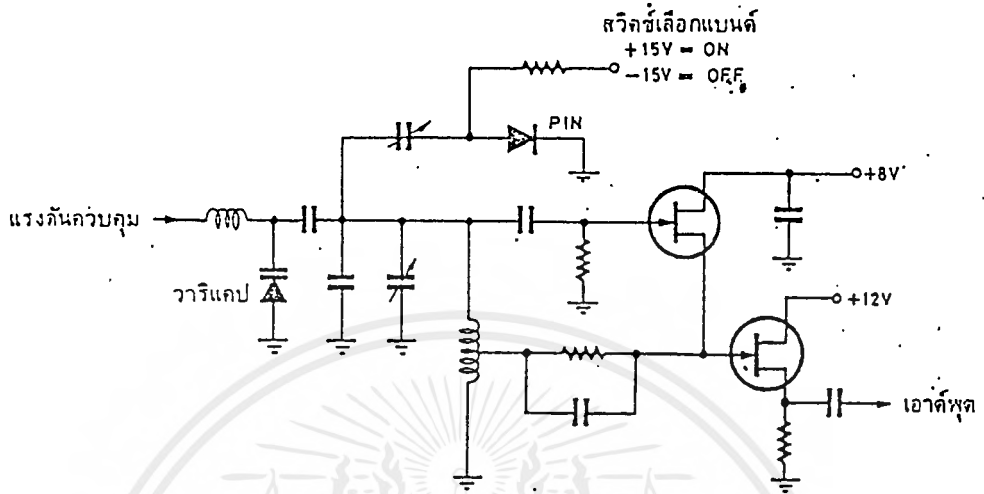 สวิตช์เลือกแบนด์
+15V = ON
-15V = OFF
PIN
+8V
แรงดันควบคุม
วาริแคป
+12V
เอาต์พุต